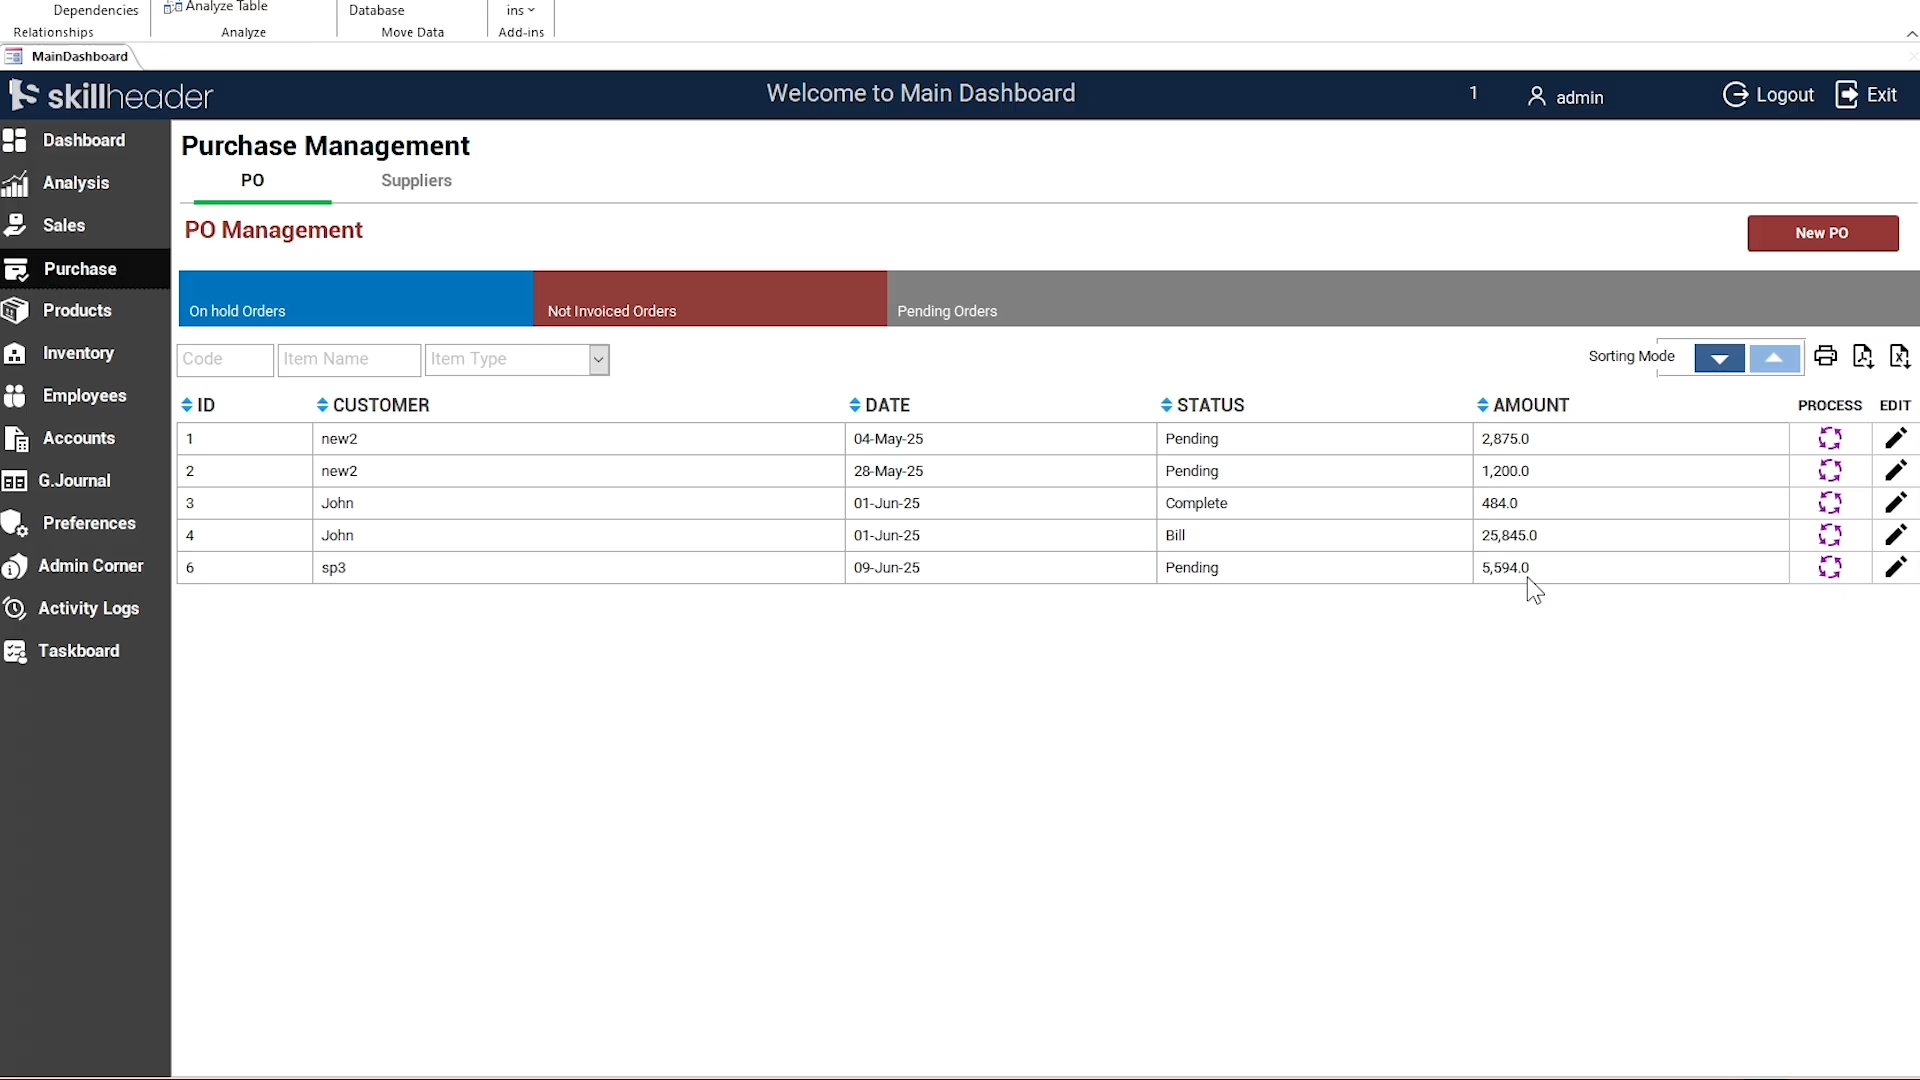 Dependencies
Analyze Table
Database
ins
Relationships
Analyze
Move Data
Add-ins
MainDashboard
skillheader
Welcome to Main Dashboard
1
admin
Logout
Exit
Dashboard
Analysis
Sales
Purchase
Products
Inventory
Employees
Accounts
G.Journal
Preferences
Admin Corner
Activity Logs
Taskboard
Purchase Management
PO Suppliers
PO Management
New PO
On hold Orders Not Invoiced Orders Pending Orders
Code Item Name Item Type
Sorting Mode
ID CUSTOMER DATE STATUS AMOUNT PROCESS EDIT
1 new2 04-May-25 Pending 2,875.0
2 new2 28-May-25 Pending 1,200.0
3 John 01-Jun-25 Complete 484.0
4 John 01-Jun-25 Bill 25,845.0
6 sp3 09-Jun-25 Pending 5,594.0